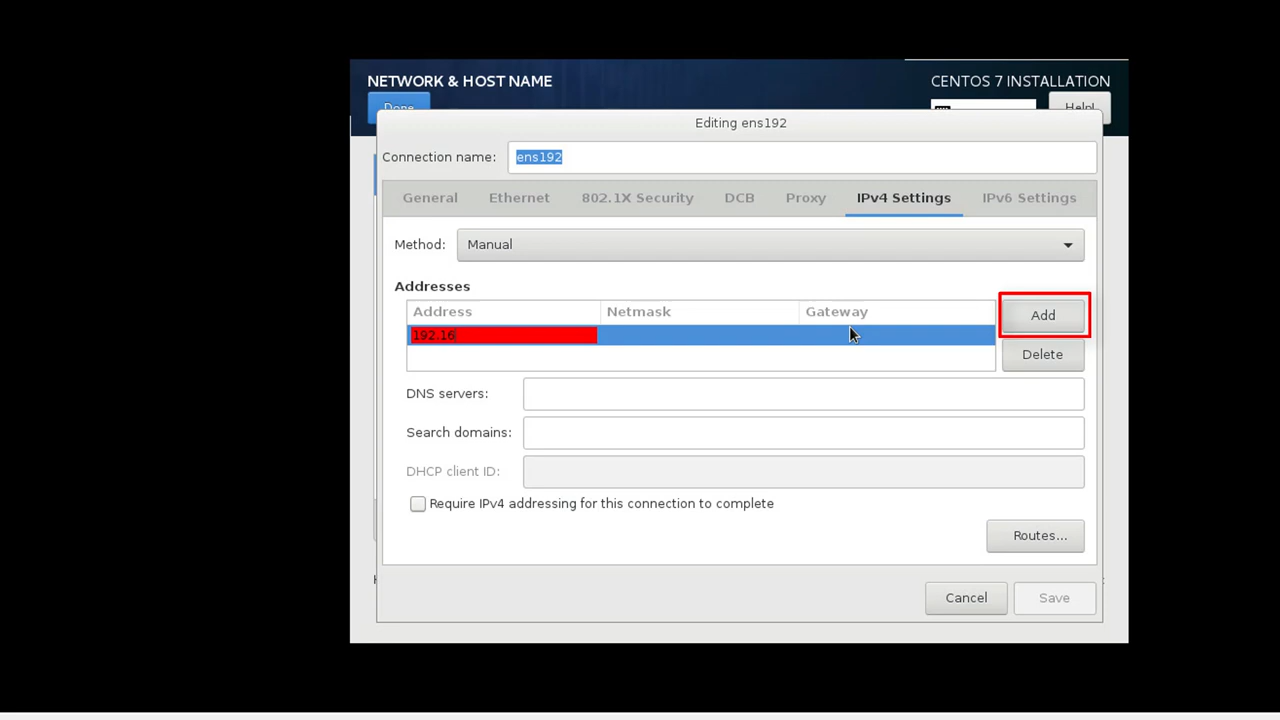 NETWORK & HOST NAME
CENTOS 7 INSTALLATION
Done
Help!
Editing ens192
Connection name: ens192
General Ethernet 802.1X Security DCB Proxy IPv4 Settings IPv6 Settings
Method: Manual
Addresses
Address Netmask Gateway
Add
192.16
Delete
DNS servers:
Search domains:
DHCP client ID:
Require IPv4 addressing for this connection to complete
Routes...
Cancel Save